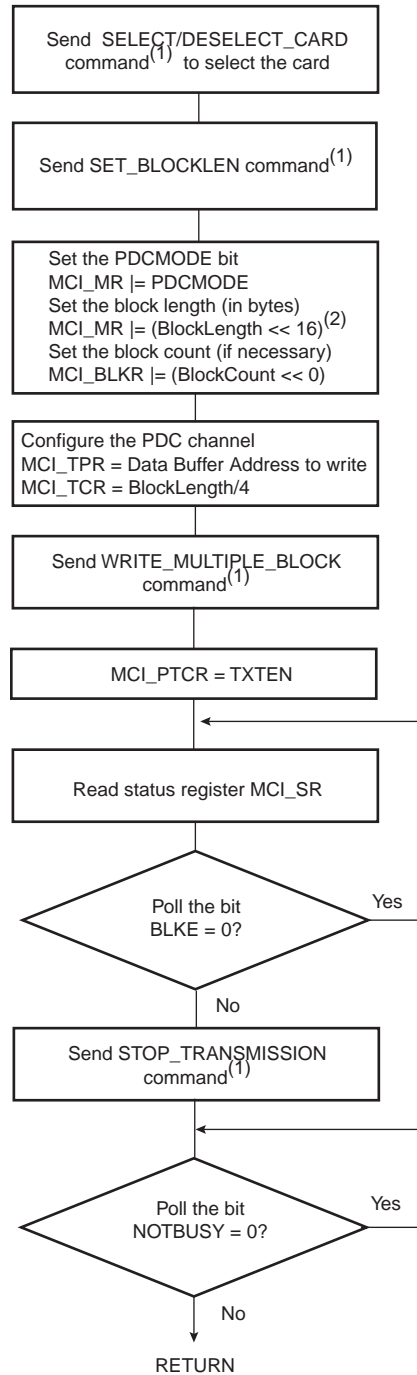 Send SELECT/DESELECT_CARD
command(1) to select the card
Send SET_BLOCKLEN command(1)
Set the PDCMODE bit
MCI_MR |= PDCMODE
Set the block length (in bytes)
MCI_MR |= (BlockLength << 16)(2)
Set the block count (if necessary)
MCI_BLKR |= (BlockCount << 0)
Configure the PDC channel
MCI_TPR = Data Buffer Address to write
MCI_TCR = BlockLength/4
Send WRITE_MULTIPLE_BLOCK
command(1)
MCI_PTCR = TXTEN
Read status register MCI_SR
Poll the bit
BLKE = 0?
Yes
No
Send STOP_TRANSMISSION
command(1)
Poll the bit
NOTBUSY = 0?
Yes
No
RETURN